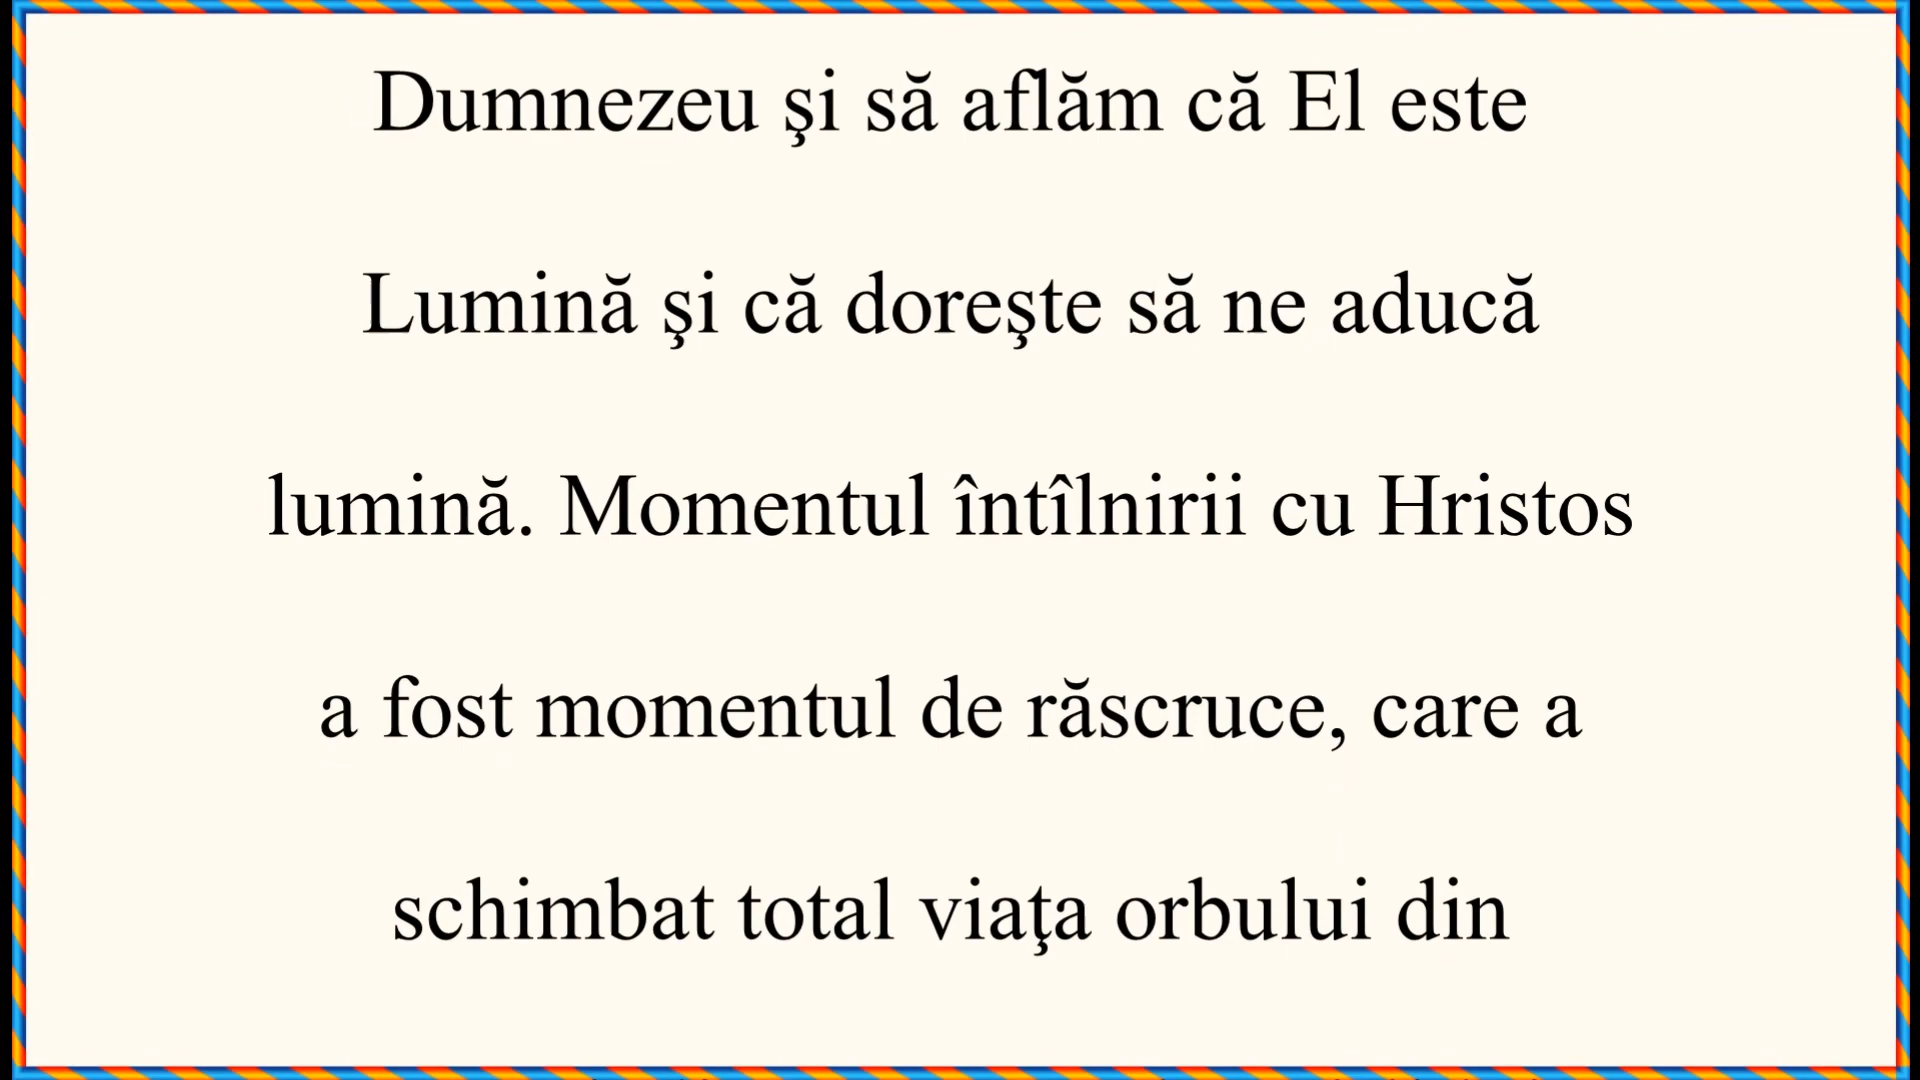 Dumnezeu şi să aflăm că El este
Lumină şi că doreşte să ne aducă
lumină. Momentul întîlnirii cu Hristos
a fost momentul de răscruce, care a
schimbat total viaţa orbului din